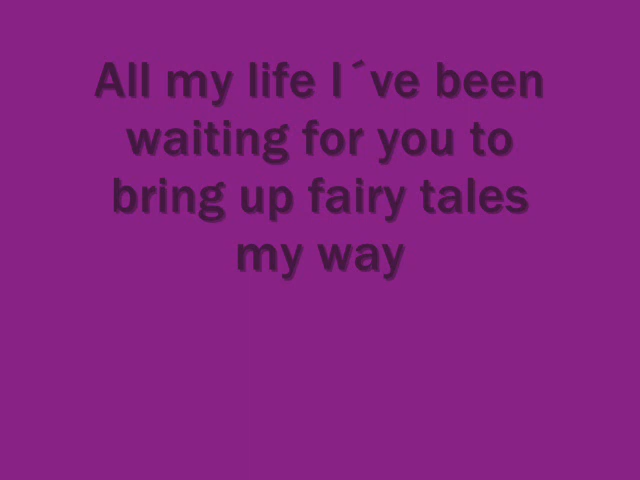 All my life I´ve been
waiting for you to
bring up fairy tales
my way